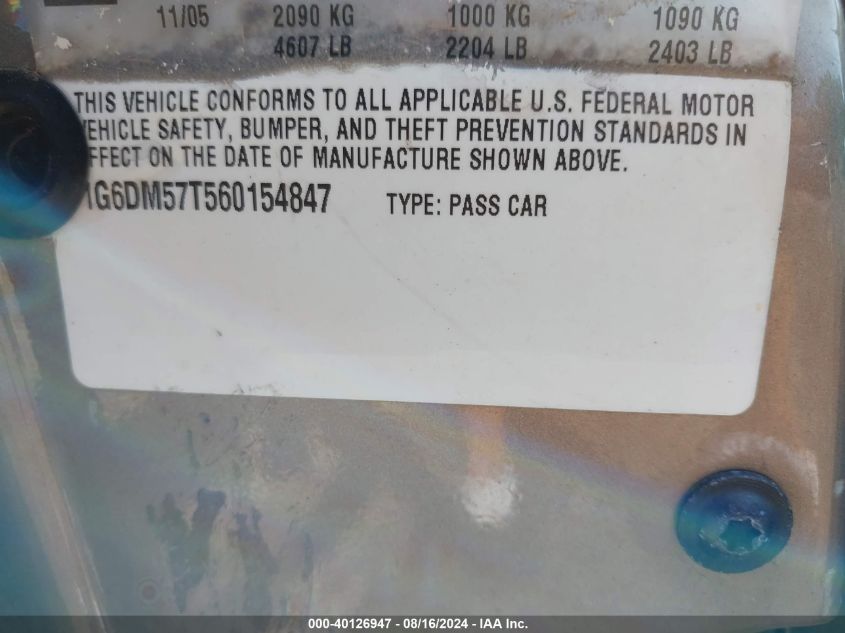 11/05 2090 KG 1000 KG 1090 KG
4607 LB 2204 LB 2403 LB
THIS VEHICLE CONFORMS TO ALL APPLICABLE U.S. FEDERAL MOTOR
VEHICLE SAFETY, BUMPER, AND THEFT PREVENTION STANDARDS IN
EFFECT ON THE DATE OF MANUFACTURE SHOWN ABOVE.
1G6DM57T560154847 TYPE: PASS CAR
000-40126947 - 08/16/2024 - IAA Inc.